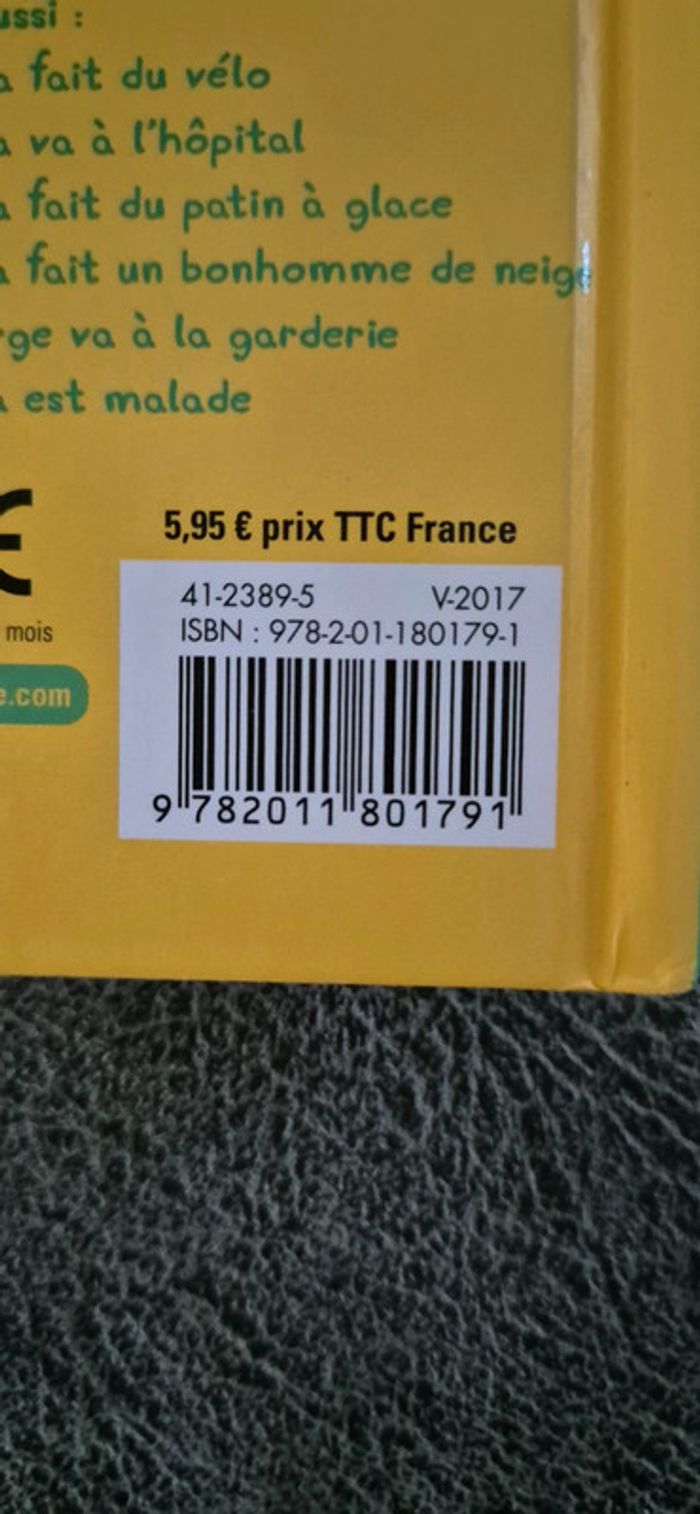 ussi :
a fait du vélo
a va à l'hôpital
a fait du patin à glace
a fait un bonhomme de neige
rge va à la garderie
a est malade
5,95 € prix TTC France
41-2389-5 V-2017
ISBN : 978-2-01-180179-1
mois
e.com
9 782011 801791